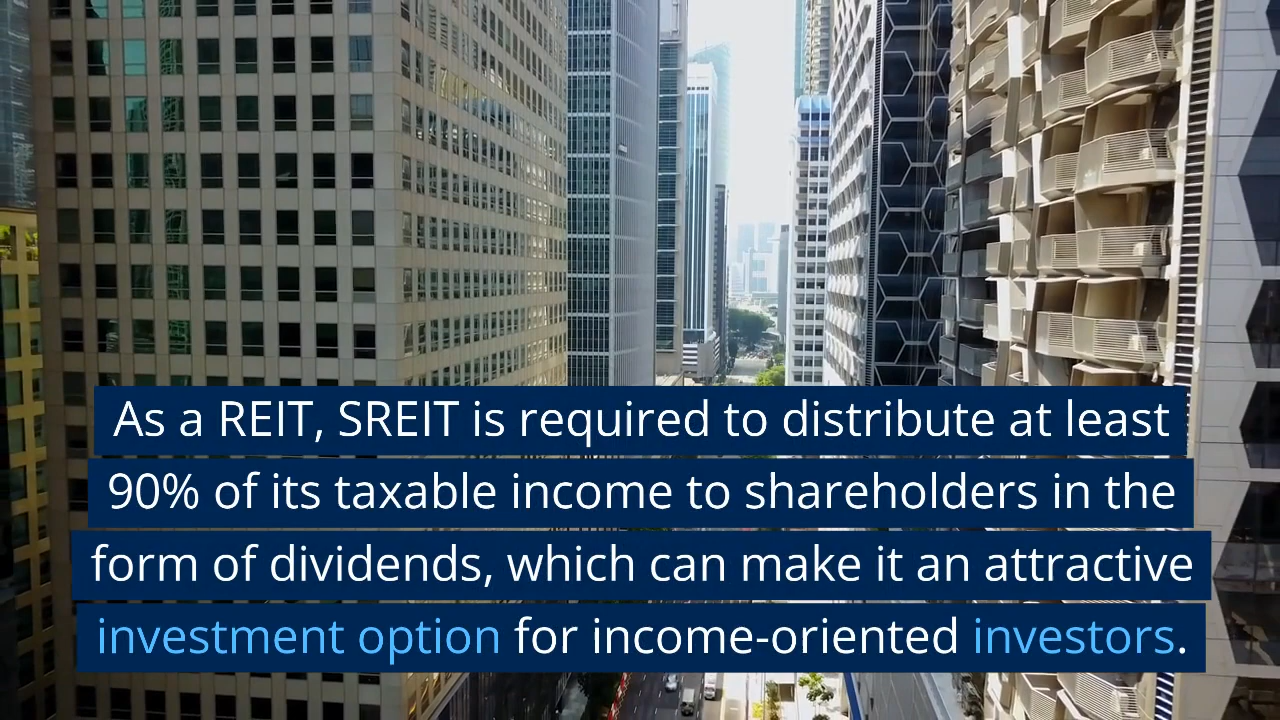 As a REIT, SREIT is required to distribute at least
90% of its taxable income to shareholders in the
form of dividends, which can make it an attractive
investment option for income-oriented investors.